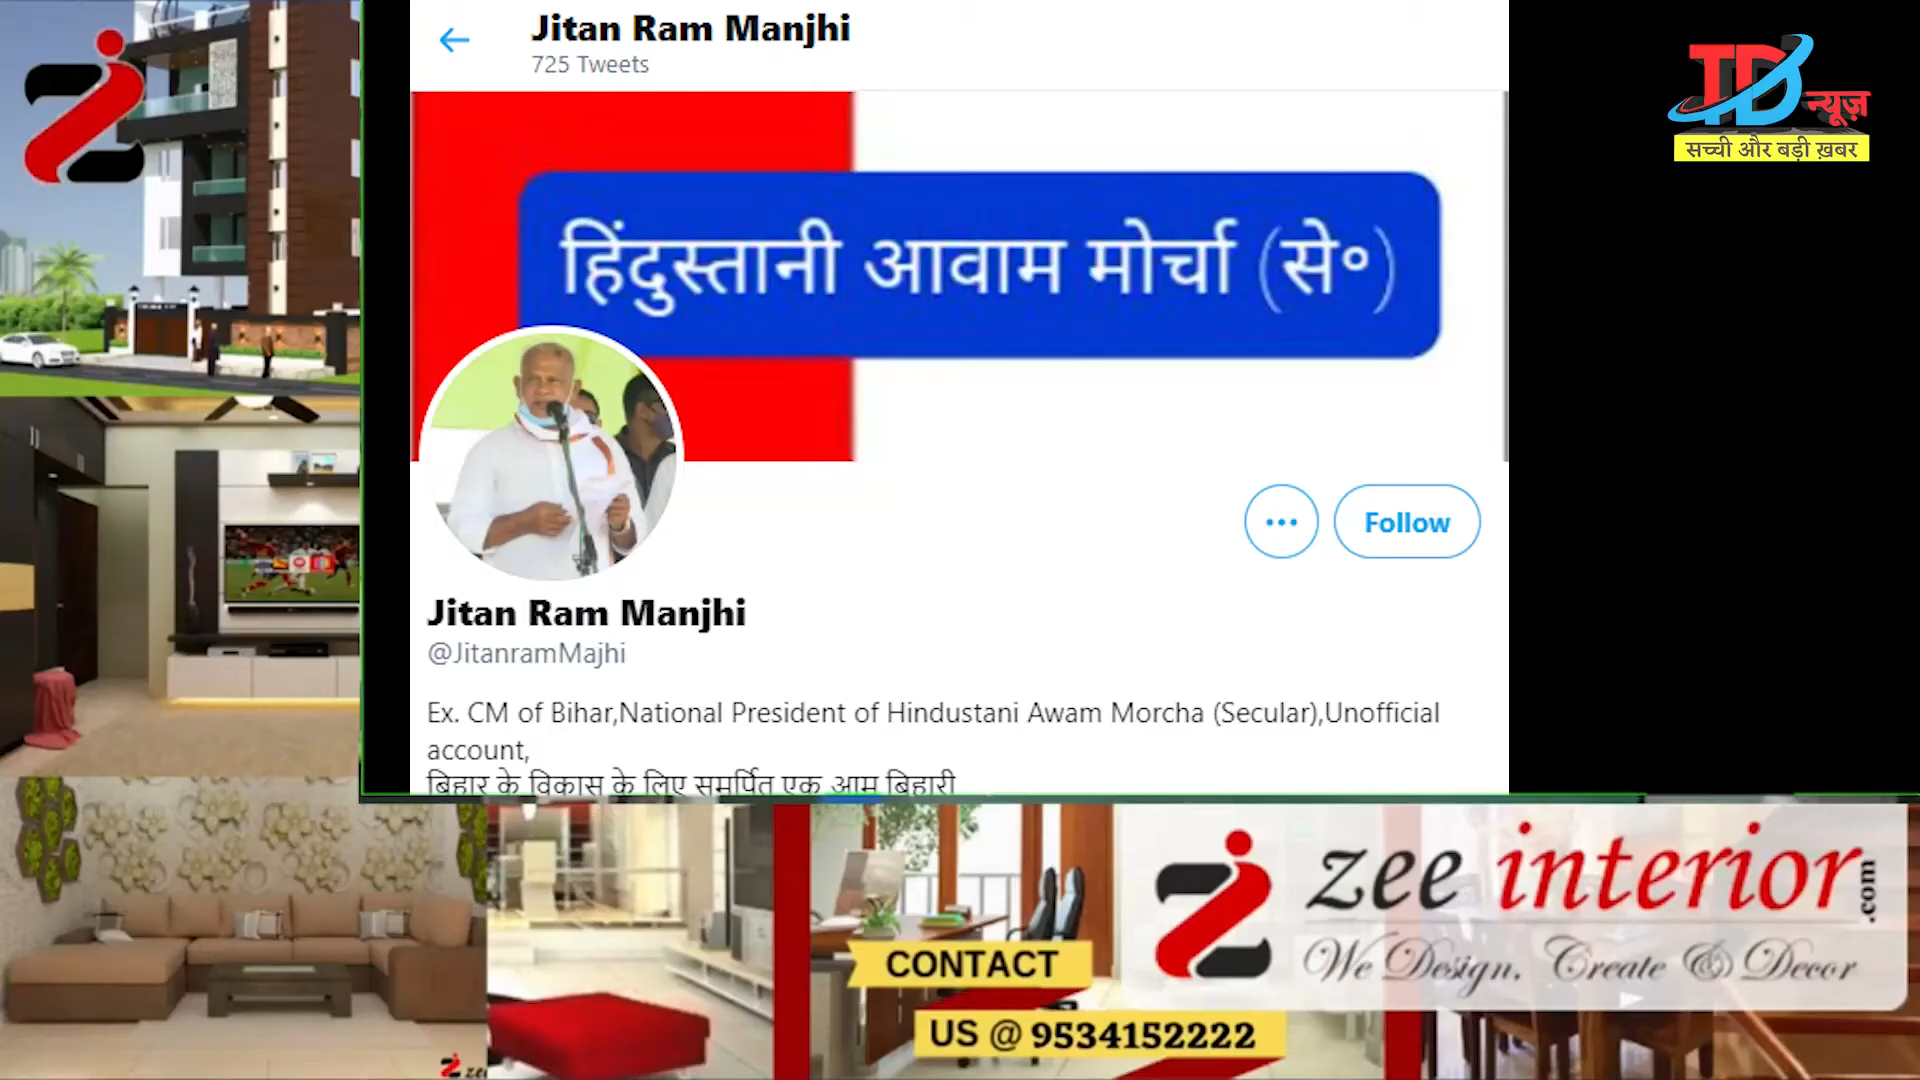 Jitan Ram Manjhi
725 Tweets
TD न्यूज़
सच्ची और बड़ी ख़बर
हिंदुस्तानी आवाम मोर्चा (से॰)
Follow
Jitan Ram Manjhi
@JitanramMajhi
Ex. CM of Bihar,National President of Hindustani Awam Morcha (Secular),Unofficial
account,
बिहार के विकास के लिए समर्पित एक आम बिहारी
zee interior.com
We Design, Create & Decor
CONTACT
US @ 9534152222
zee